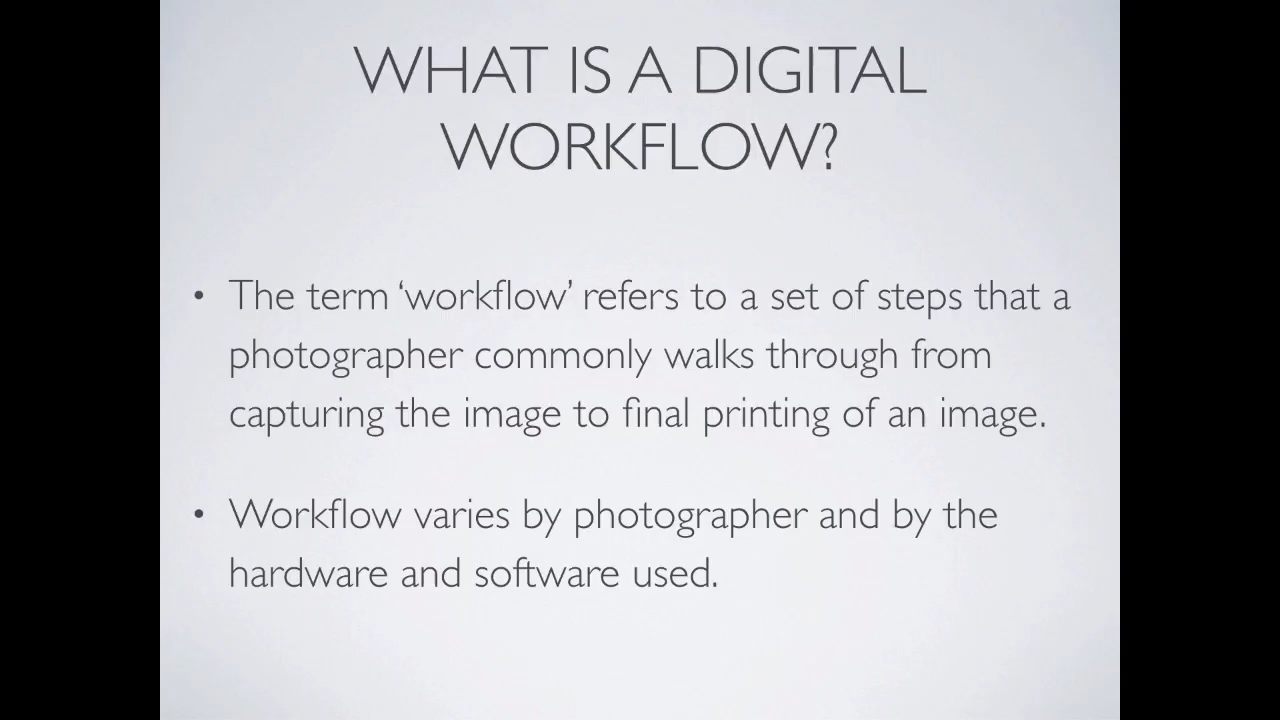 WHAT IS A DIGITAL
WORKFLOW?
• The term ‘workflow’ refers to a set of steps that a
photographer commonly walks through from
capturing the image to final printing of an image.
• Workflow varies by photographer and by the
hardware and software used.